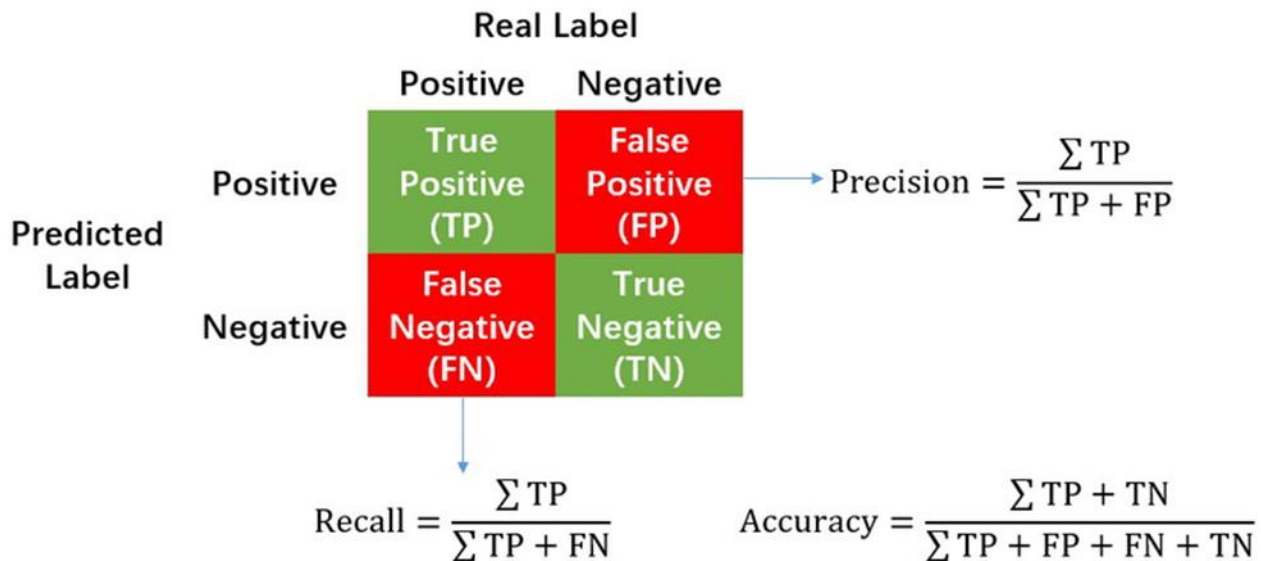 Real Label
Positive Negative
True
Positive
(TP)
False
Positive
(FP)
Positive
Precision = ∑ TP / ∑ TP + FP
Predicted
Label
False
Negative
(FN)
True
Negative
(TN)
Negative
Recall = ∑ TP / ∑ TP + FN
Accuracy = ∑ TP + TN / ∑ TP + FP + FN + TN